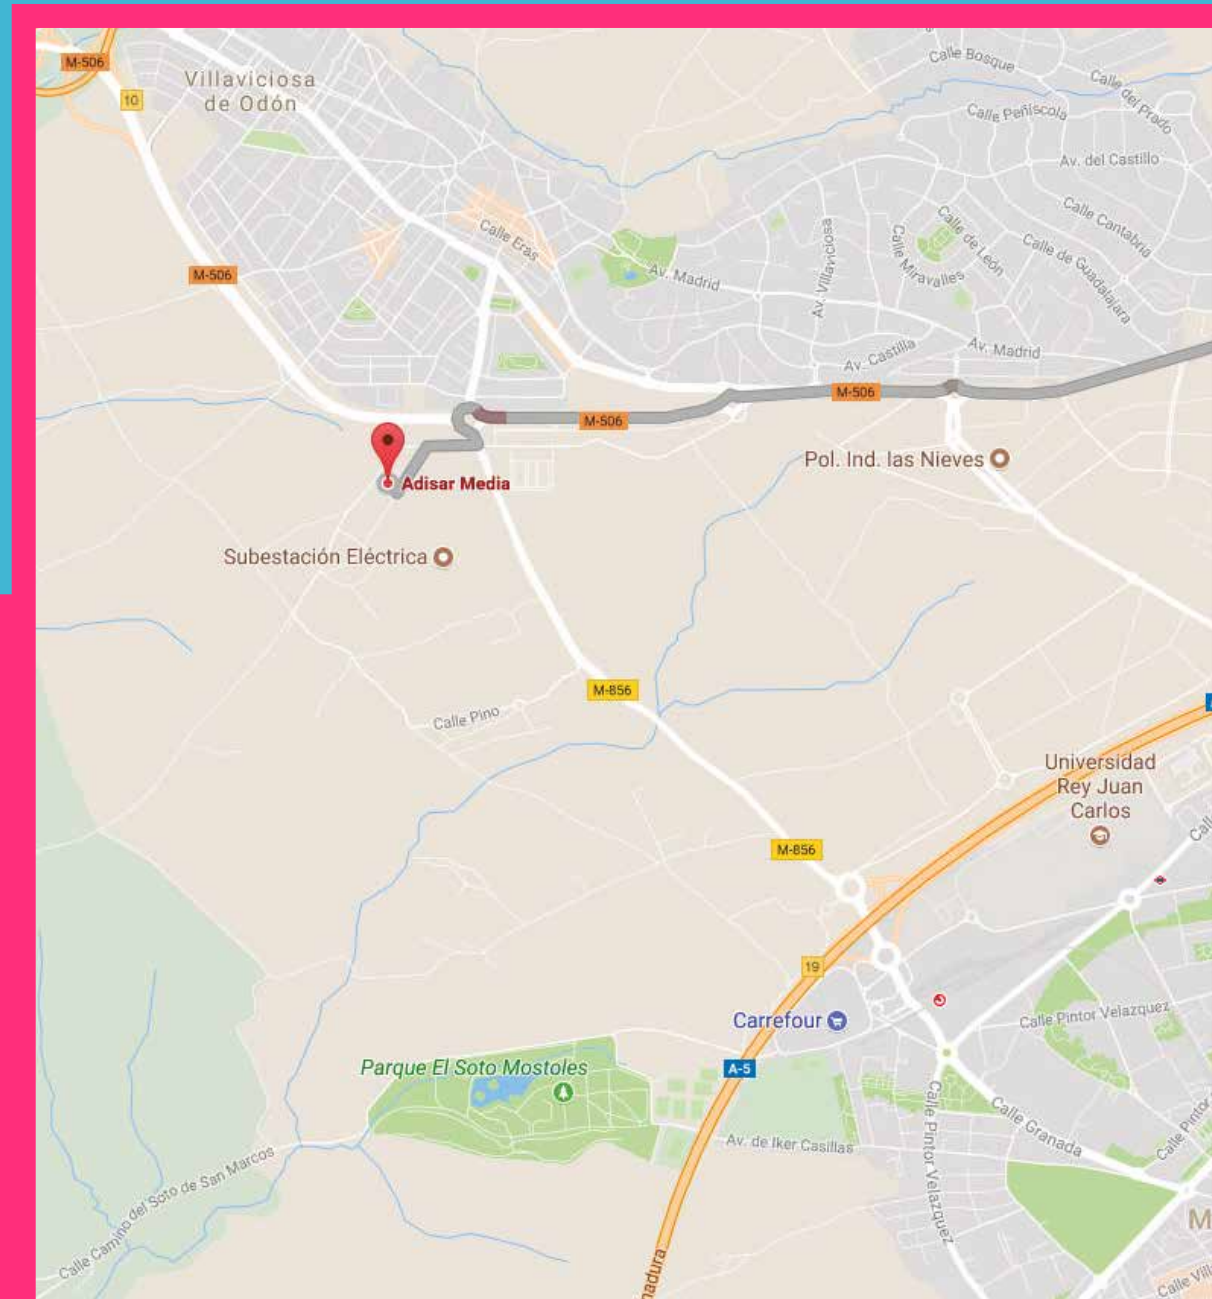 M-506
10
Villaviciosa
de Odón
Calle Bosque
Calle del Prado
Calle Peñíscola
Av. del Castillo
Calle Cantabria
Calle de León
Calle de Guadalajara
Calle Miravalles
Av. Villaviciosa
Calle Eras
Av. Madrid
M-506
Av. Castilla
Av. Madrid
M-506
M-506
Pol. Ind. las Nieves
Adisar Media
Subestación Eléctrica
M-856
Calle Pino
Universidad
Rey Juan
Carlos
M-856
19
Carrefour
Calle Pintor Velazquez
Parque El Soto Mostoles
A-5
Calle Granada
Calle Pintor Velazquez
Av. de Iker Casillas
Calle Camino del Soto de San Marcos